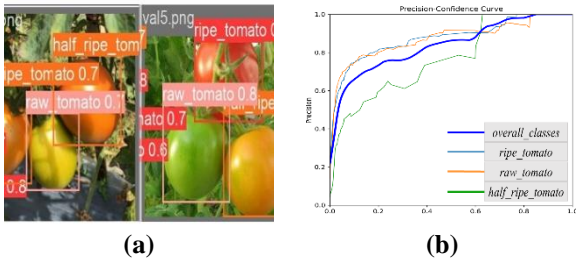 val5.png
half_ripe_tom
ripe_tomato
raw_tomato 0.8
ipe_tomato 0.7
raw_tomato 0.
nato 0.7
0.6
0.8
(a)
Precision-Confidence Curve
Precision
1.0
0.8
0.6
0.4
0.2
0.0
0.0
0.2
0.4
0.6
0.8
1.0
overall_classes
ripe_tomato
raw_tomato
half_ripe_tomato
(b)